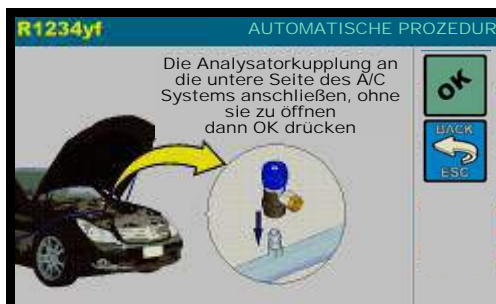 R1234yf
AUTOMATISCHE PROZEDUR
Die Analysatorkupplung an
die untere Seite des A/C
Systems anschließen, ohne
sie zu öffnen
dann OK drücken
OK
BACK
ESC